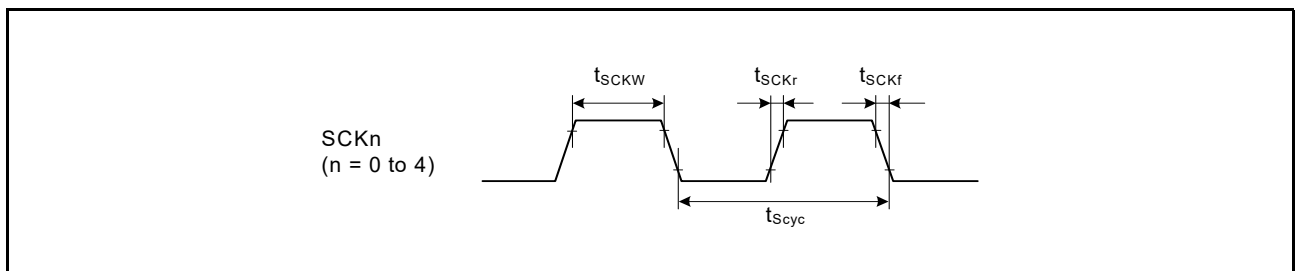 tSCKW
tSCKr
tSCKf
SCKn
(n = 0 to 4)
tScyc